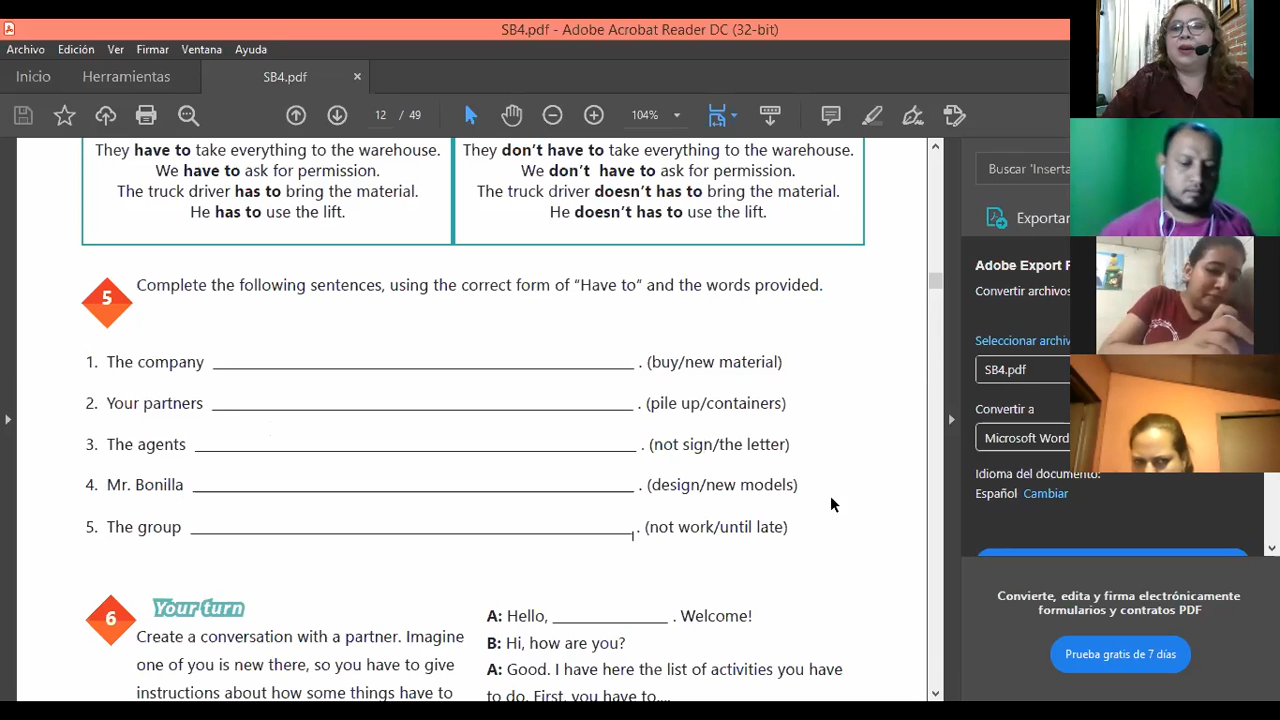 SB4.pdf - Adobe Acrobat Reader DC (32-bit)
Archivo Edición Ver Firmar Ventana Ayuda
Inicio Herramientas SB4.pdf ×
12 / 49 104%
They have to take everything to the warehouse.
We have to ask for permission.
The truck driver has to bring the material.
He has to use the lift.
They don't have to take everything to the warehouse.
We don't have to ask for permission.
The truck driver doesn't has to bring the material.
He doesn't has to use the lift.
5 Complete the following sentences, using the correct form of "Have to" and the words provided.
1. The company ____________________ . (buy/new material)
2. Your partners ____________________ . (pile up/containers)
3. The agents ____________________ . (not sign/the letter)
4. Mr. Bonilla ____________________ . (design/new models)
5. The group ____________________ . (not work/until late)
6 Your turn
Create a conversation with a partner. Imagine
one of you is new there, so you have to give
instructions about how some things have to
A: Hello, ____________ . Welcome!
B: Hi, how are you?
A: Good. I have here the list of activities you have
to do. First, you have to....
Buscar 'Inserta
Exportar
Adobe Export
Convertir archivos
Seleccionar archiv
SB4.pdf
Convertir a
Microsoft Word
Idioma del documento:
Español Cambiar
Convierte, edita y firma electrónicamente
formularios y contratos PDF
Prueba gratis de 7 días